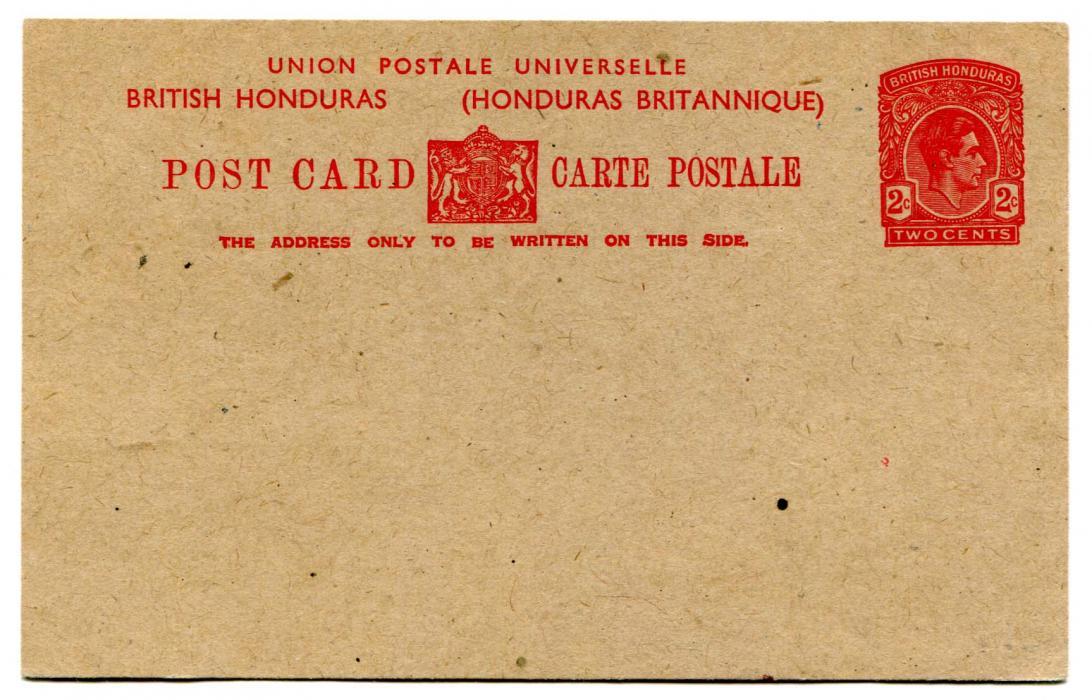 UNION POSTALE UNIVERSELLE
BRITISH HONDURAS (HONDURAS BRITANNIQUE)
POST CARD CARTE POSTALE
THE ADDRESS ONLY TO BE WRITTEN ON THIS SIDE.
BRITISH HONDURAS
2c 2c
TWO CENTS